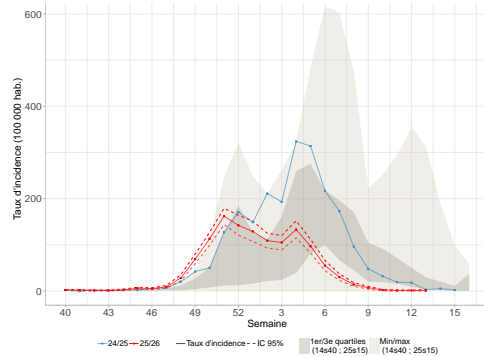 600
400
200
0
Taux d'incidence (100 000 hab.)
40 43 46 49 52 3 6 9 12 15
Semaine
24/25 25/26 Taux d'incidence IC 95% 1er/3e quartiles (14s40 ; 25s15) Min/max (14s40 ; 25s15)